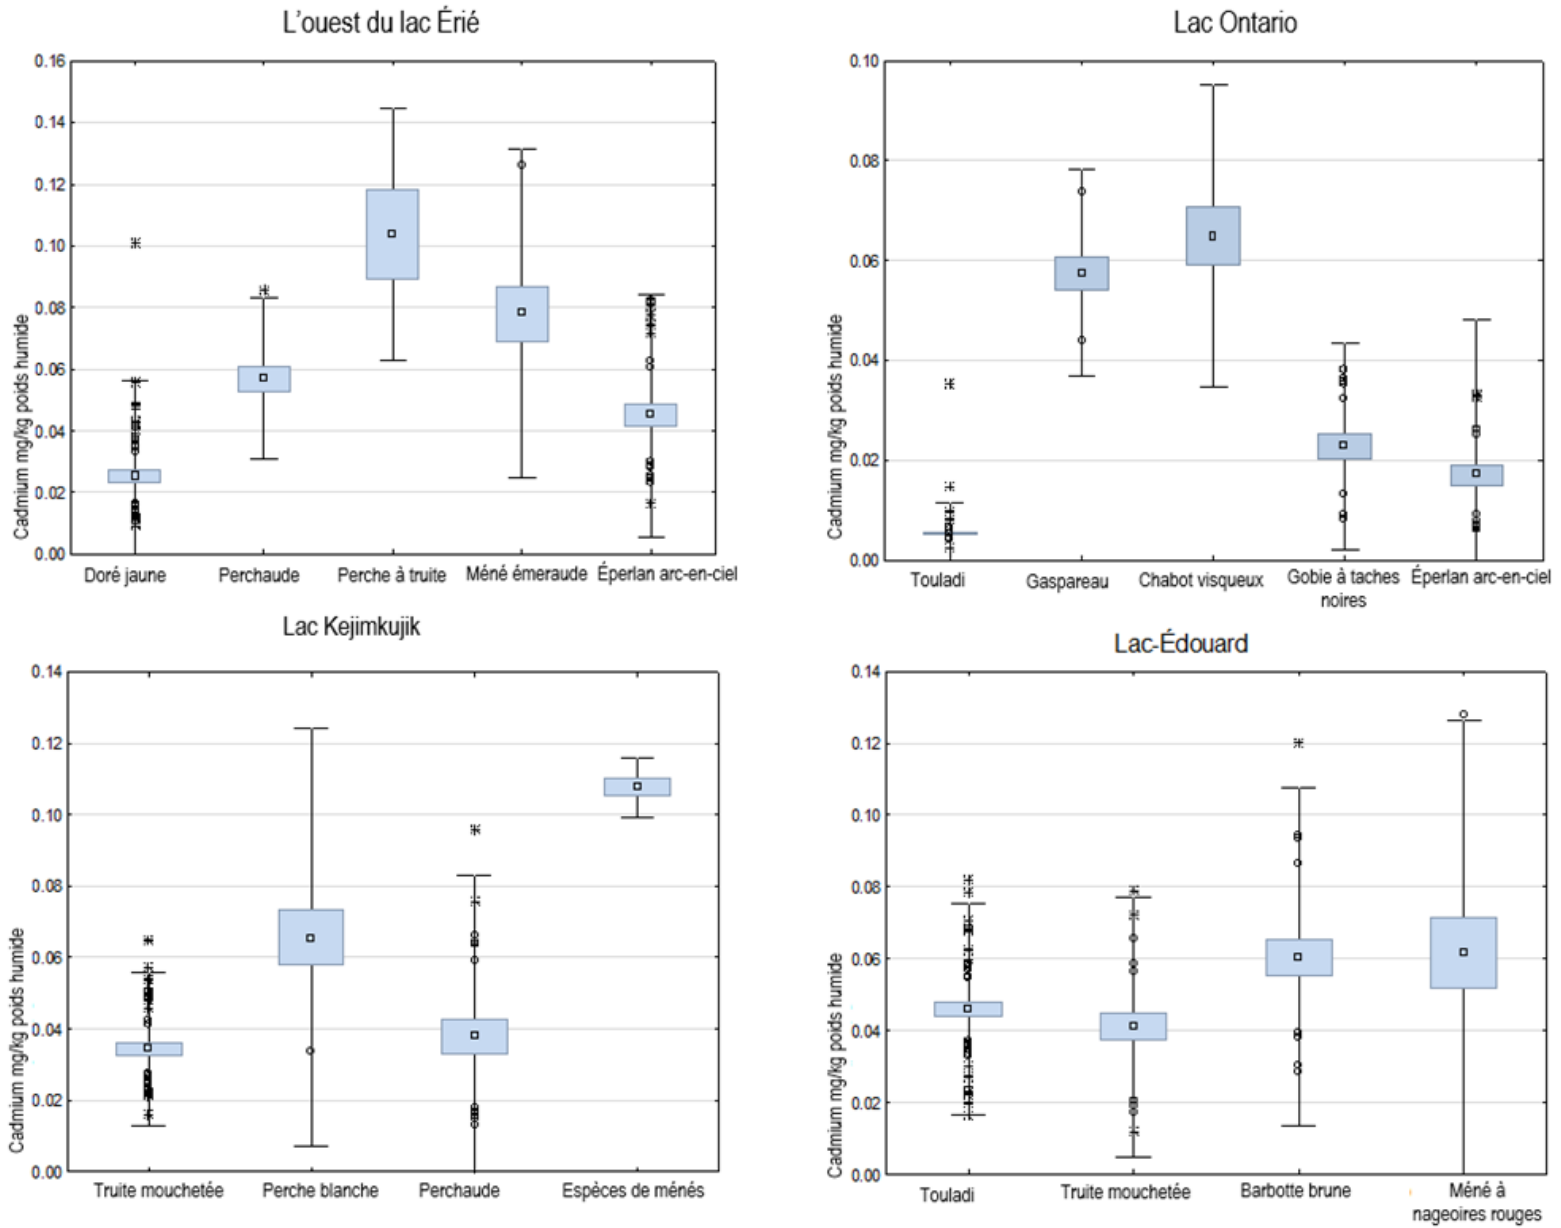 L'ouest du lac Érié
Cadmium mg/kg poids humide
0.16
0.14
0.12
0.10
0.08
0.06
0.04
0.02
0.00
Doré jaune Perchaude Perche à truite Méné émeraude Éperlan arc-en-ciel
Lac Ontario
Cadmium mg/kg poids humide
0.10
0.08
0.06
0.04
0.02
0.00
Touladi Gaspareau Chabot visqueux Gobie à taches Éperlan arc-en-ciel
noires
Lac Kejimkujik
Cadmium mg/kg poids humide
0.14
0.12
0.10
0.08
0.06
0.04
0.02
0.00
Truite mouchetée Perche blanche Perchaude Espèces de ménés
Lac-Édouard
Cadmium mg/kg poids humide
0.14
0.12
0.10
0.08
0.06
0.04
0.02
0.00
Touladi Truite mouchetée Barbotte brune Méné à
nageoires rouges